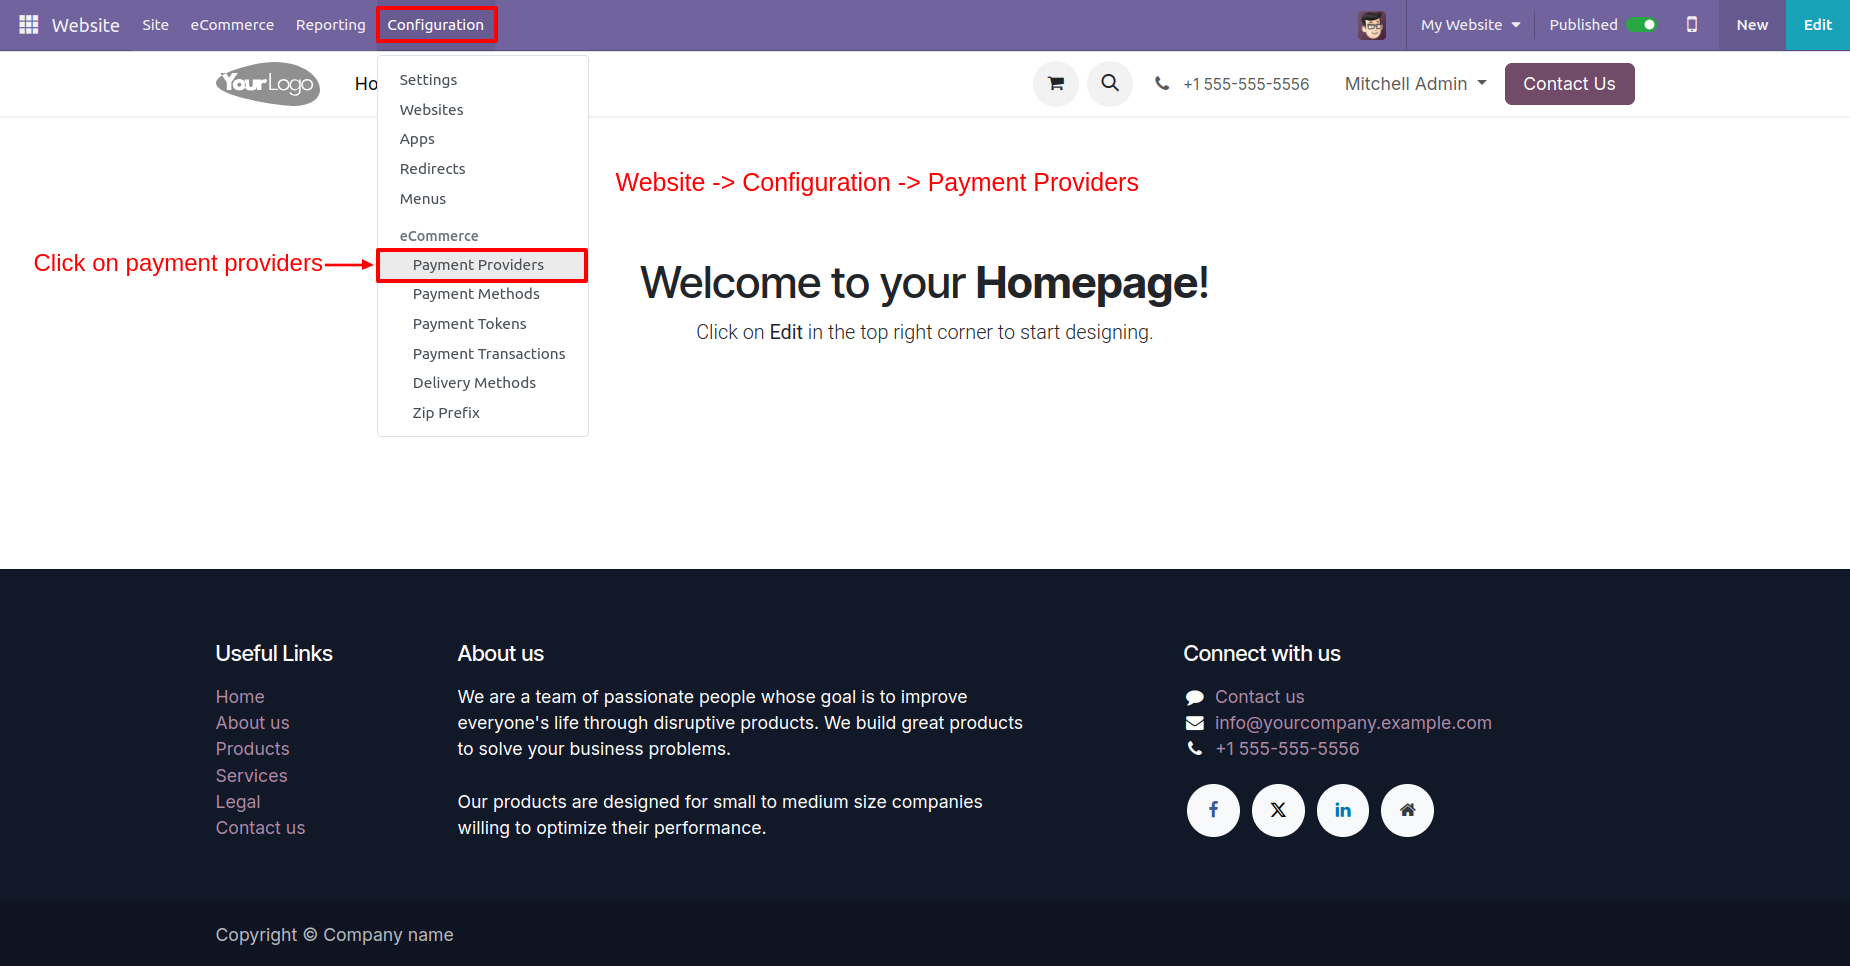 Website Site eCommerce Reporting Configuration My Website Published New Edit
YourLogo Ho +1 555-555-5556 Mitchell Admin Contact Us
Settings
Websites
Apps
Redirects
Menus
eCommerce
Payment Providers
Payment Methods
Payment Tokens
Payment Transactions
Delivery Methods
Zip Prefix
Website -> Configuration -> Payment Providers
Click on payment providers
Welcome to your Homepage!
Click on Edit in the top right corner to start designing.
Useful Links
Home
About us
Products
Services
Legal
Contact us
About us
We are a team of passionate people whose goal is to improve
everyone's life through disruptive products. We build great products
to solve your business problems.
Our products are designed for small to medium size companies
willing to optimize their performance.
Connect with us
Contact us
info@yourcompany.example.com
+1 555-555-5556
Copyright © Company name